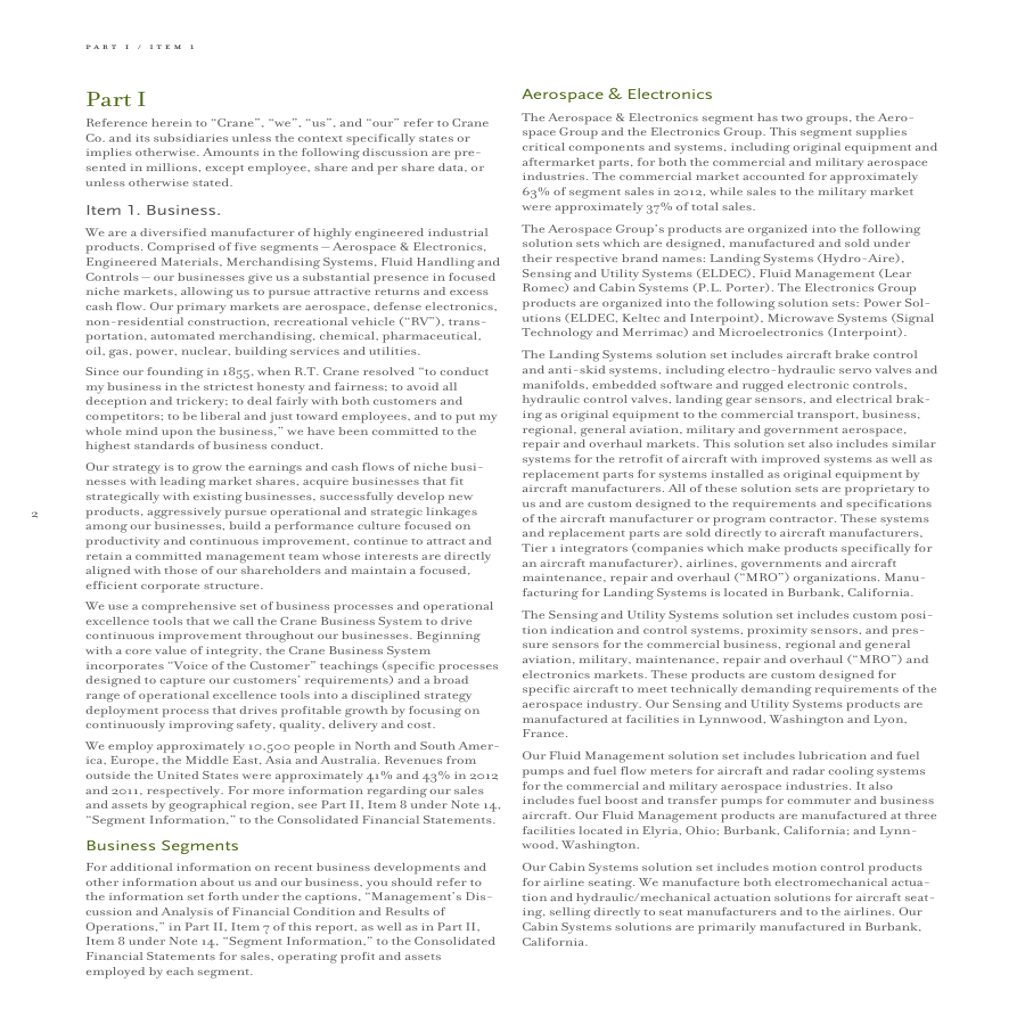 PART I / ITEM 1
Part I
Reference herein to “Crane”, “we”, “us”, and “our” refer to Crane
Co. and its subsidiaries unless the context specifically states or
implies otherwise. Amounts in the following discussion are pre-
sented in millions, except employee, share and per share data, or
unless otherwise stated.
Item 1. Business.
We are a diversified manufacturer of highly engineered industrial
products. Comprised of five segments – Aerospace & Electronics,
Engineered Materials, Merchandising Systems, Fluid Handling and
Controls – our businesses give us a substantial presence in focused
niche markets, allowing us to pursue attractive returns and excess
cash flow. Our primary markets are aerospace, defense electronics,
non-residential construction, recreational vehicle (“RV”), trans-
portation, automated merchandising, chemical, pharmaceutical,
oil, gas, power, nuclear, building services and utilities.
Since our founding in 1855, when R.T. Crane resolved “to conduct
my business in the strictest honesty and fairness; to avoid all
deception and trickery; to deal fairly with both customers and
competitors; to be liberal and just toward employees, and to put my
whole mind upon the business,” we have been committed to the
highest standards of business conduct.
Our strategy is to grow the earnings and cash flows of niche busi-
nesses with leading market shares, acquire businesses that fit
strategically with existing businesses, successfully develop new
products, aggressively pursue operational and strategic linkages
among our businesses, build a performance culture focused on
productivity and continuous improvement, continue to attract and
retain a committed management team whose interests are directly
aligned with those of our shareholders and maintain a focused,
efficient corporate structure.
We use a comprehensive set of business processes and operational
excellence tools that we call the Crane Business System to drive
continuous improvement throughout our businesses. Beginning
with a core value of integrity, the Crane Business System
incorporates “Voice of the Customer” teachings (specific processes
designed to capture our customers’ requirements) and a broad
range of operational excellence tools into a disciplined strategy
deployment process that drives profitable growth by focusing on
continuously improving safety, quality, delivery and cost.
We employ approximately 10,500 people in North and South Amer-
ica, Europe, the Middle East, Asia and Australia. Revenues from
outside the United States were approximately 41% and 43% in 2012
and 2011, respectively. For more information regarding our sales
and assets by geographical region, see Part II, Item 8 under Note 14,
“Segment Information,” to the Consolidated Financial Statements.
Business Segments
For additional information on recent business developments and
other information about us and our business, you should refer to
the information set forth under the captions, “Management’s Dis-
cussion and Analysis of Financial Condition and Results of
Operations,” in Part II, Item 7 of this report, as well as in Part II,
Item 8 under Note 14, “Segment Information,” to the Consolidated
Financial Statements for sales, operating profit and assets
employed by each segment.
Aerospace & Electronics
The Aerospace & Electronics segment has two groups, the Aero-
space Group and the Electronics Group. This segment supplies
critical components and systems, including original equipment and
aftermarket parts, for both the commercial and military aerospace
industries. The commercial market accounted for approximately
63% of segment sales in 2012, while sales to the military market
were approximately 37% of total sales.
The Aerospace Group’s products are organized into the following
solution sets which are designed, manufactured and sold under
their respective brand names: Landing Systems (Hydro-Aire),
Sensing and Utility Systems (ELDEC), Fluid Management (Lear
Romec) and Cabin Systems (P.L. Porter). The Electronics Group
products are organized into the following solution sets: Power Sol-
utions (ELDEC, Keltec and Interpoint), Microwave Systems (Signal
Technology and Merrimac) and Microelectronics (Interpoint).
The Landing Systems solution set includes aircraft brake control
and anti-skid systems, including electro-hydraulic servo valves and
manifolds, embedded software and rugged electronic controls,
hydraulic control valves, landing gear sensors, and electrical brak-
ing as original equipment to the commercial transport, business,
regional, general aviation, military and government aerospace,
repair and overhaul markets. This solution set also includes similar
systems for the retrofit of aircraft with improved systems as well as
replacement parts for systems installed as original equipment by
aircraft manufacturers. All of these solution sets are proprietary to
us and are custom designed to the requirements and specifications
of the aircraft manufacturer or program contractor. These systems
and replacement parts are sold directly to aircraft manufacturers,
Tier 1 integrators (companies which make products specifically for
an aircraft manufacturer), airlines, governments and aircraft
maintenance, repair and overhaul (“MRO”) organizations. Manu-
facturing for Landing Systems is located in Burbank, California.
The Sensing and Utility Systems solution set includes custom posi-
tion indication and control systems, proximity sensors, and pres-
sure sensors for the commercial business, regional and general
aviation, military, maintenance, repair and overhaul (“MRO”) and
electronics markets. These products are custom designed for
specific aircraft to meet technically demanding requirements of the
aerospace industry. Our Sensing and Utility Systems products are
manufactured at facilities in Lynnwood, Washington and Lyon,
France.
Our Fluid Management solution set includes lubrication and fuel
pumps and fuel flow meters for aircraft and radar cooling systems
for the commercial and military aerospace industries. It also
includes fuel boost and transfer pumps for commuter and business
aircraft. Our Fluid Management products are manufactured at three
facilities located in Elyria, Ohio; Burbank, California; and Lynn-
wood, Washington.
Our Cabin Systems solution set includes motion control products
for airline seating. We manufacture both electromechanical actua-
tion and hydraulic/mechanical actuation solutions for aircraft seat-
ing, selling directly to seat manufacturers and to the airlines. Our
Cabin Systems solutions are primarily manufactured in Burbank,
California.
2